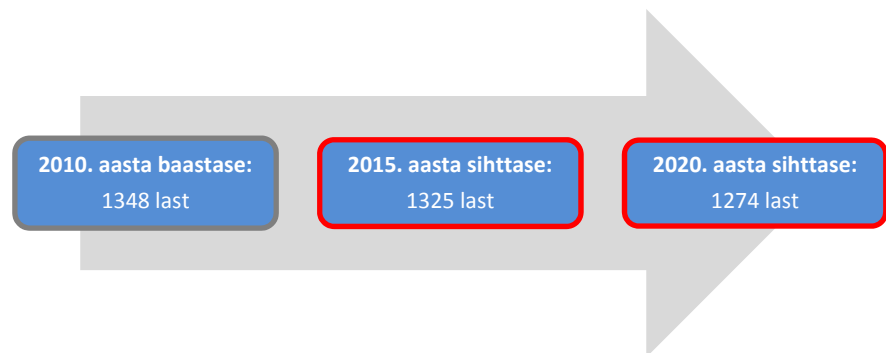 2010. aasta baastase:
1348 last
2015. aasta sihttase:
1325 last
2020. aasta sihttase:
1274 last